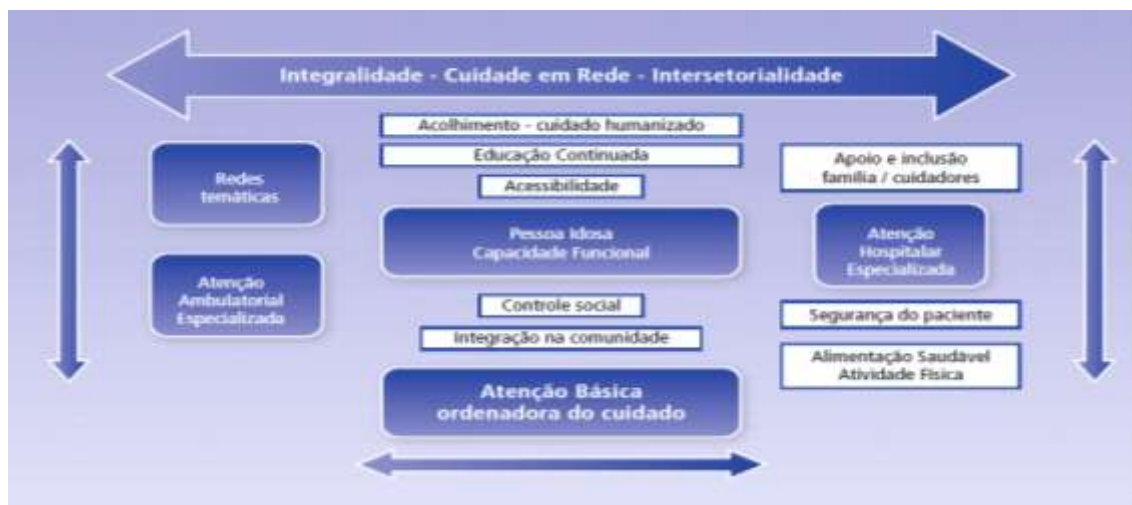 Integralidade - Cuidade em Rede - Intersetorialidade
Acolhimento - cuidado humanizado
Educação Continuada
Acessibilidade
Redes
temáticas
Pessoa Idosa
Capacidade Funcional
Apoio e inclusão
família / cuidadores
Atenção
Hospitalar
Especializada
Atenção
Ambulatorial
Especializada
Controle social
Integração na comunidade
Segurança do paciente
Alimentação Saudável
Atividade Física
Atenção Básica
ordenadora do cuidado